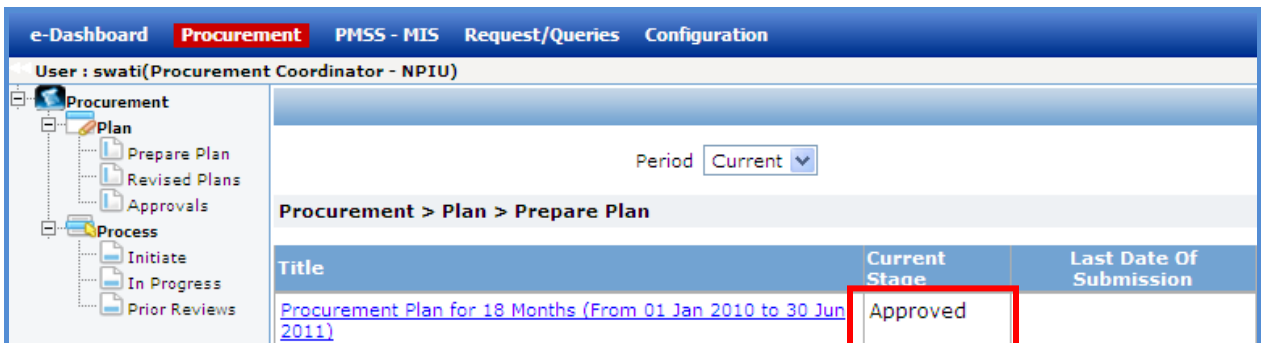 e-Dashboard Procurement PMSS - MIS Request/Queries Configuration
User : swati(Procurement Coordinator - NPIU)
Procurement
Plan
Prepare Plan
Revised Plans
Approvals
Process
Initiate
In Progress
Prior Reviews
Period Current
Procurement > Plan > Prepare Plan
Title
Current
Stage
Last Date Of
Submission
Procurement Plan for 18 Months (From 01 Jan 2010 to 30 Jun
2011)
Approved